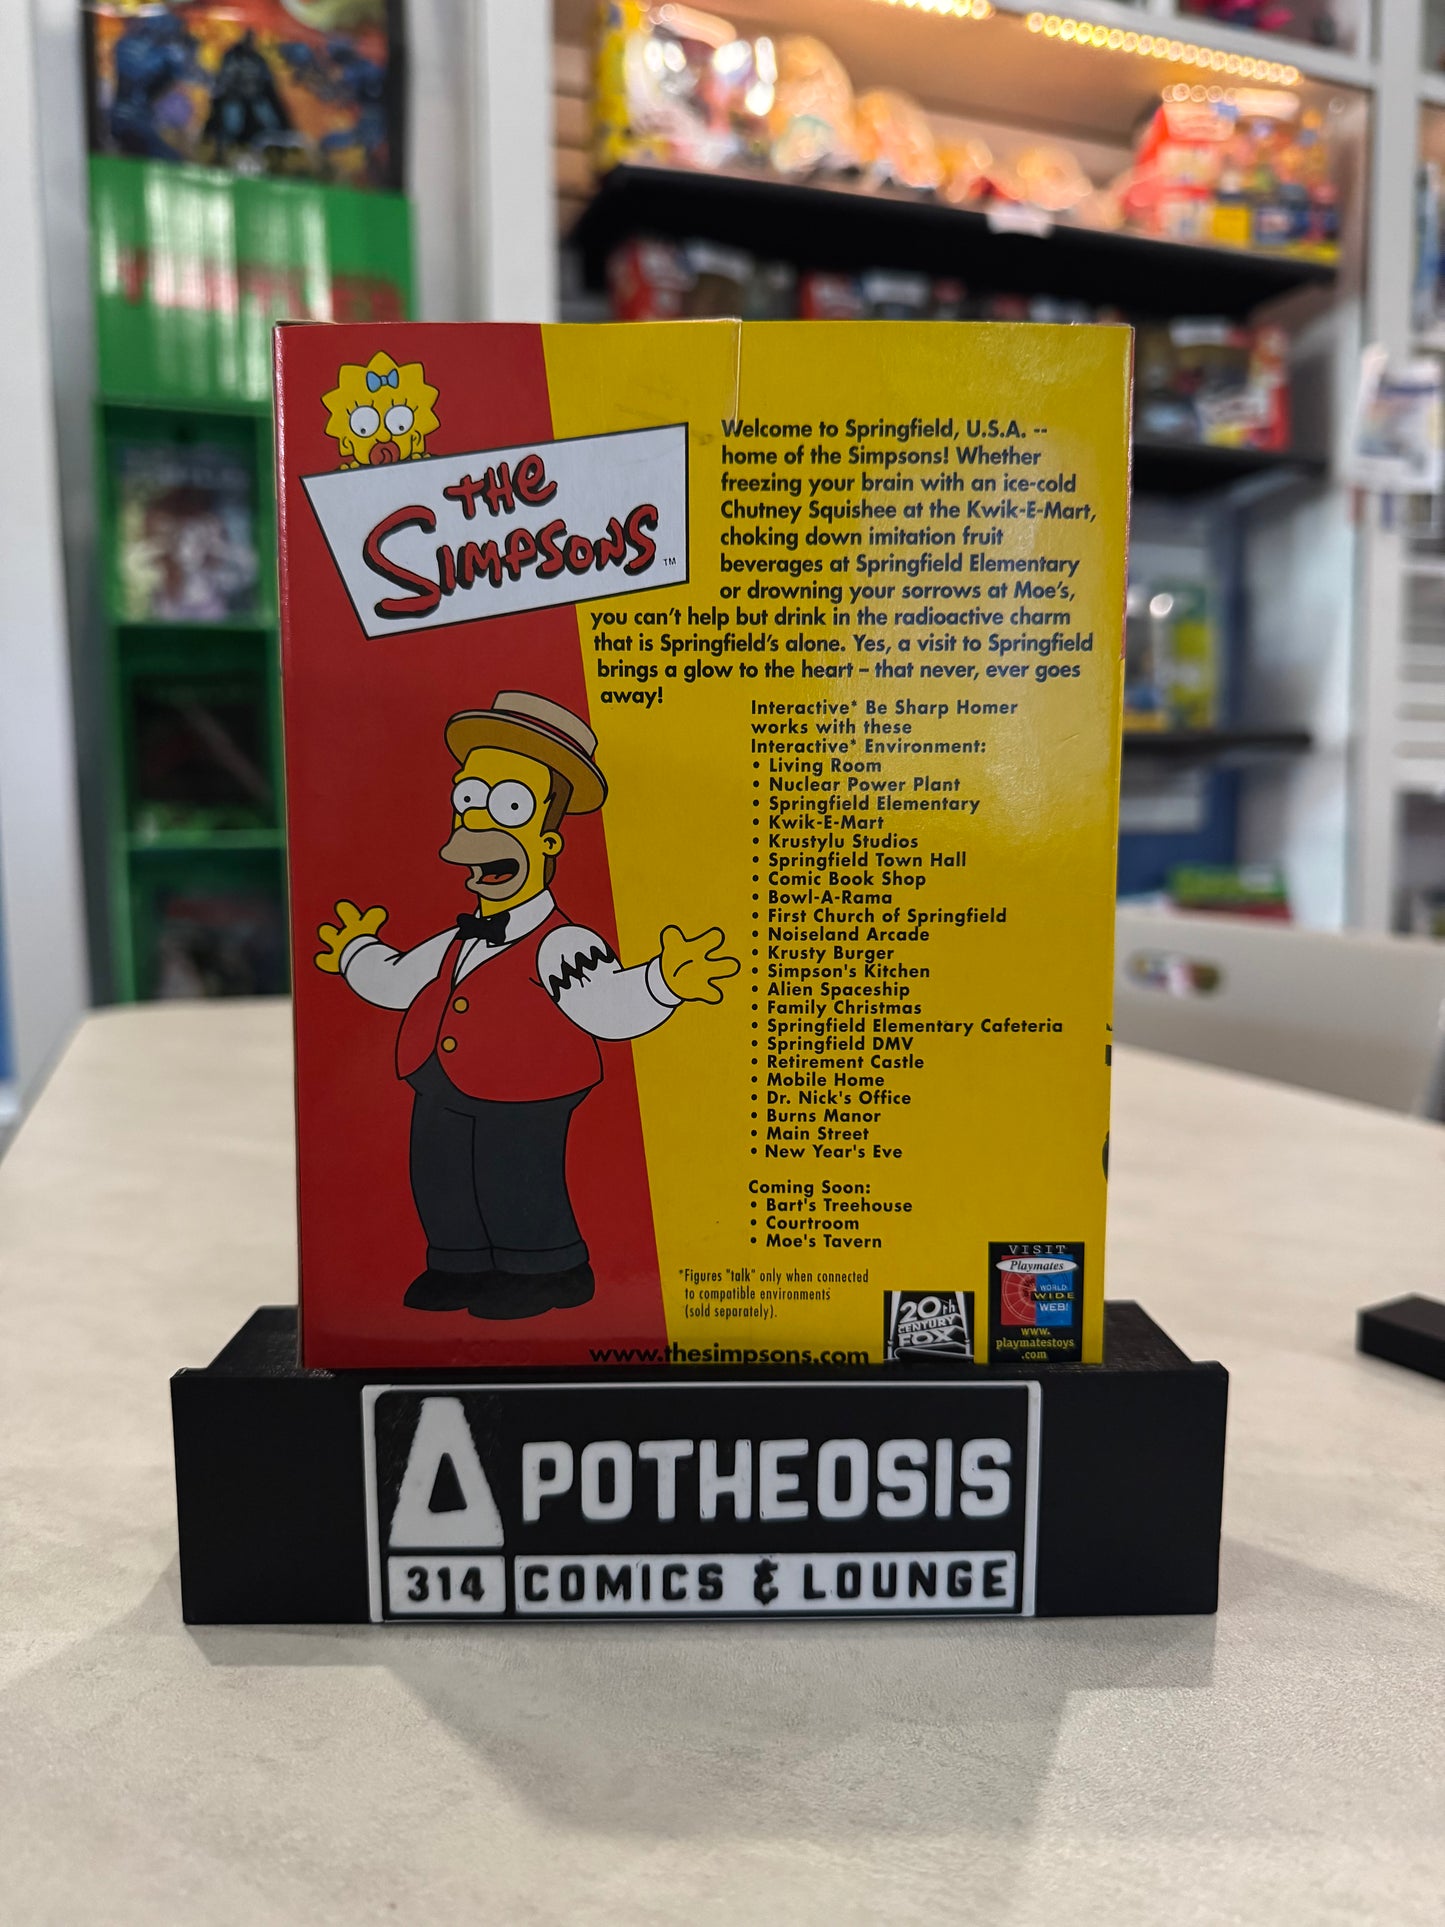 THE
SIMPSONS
TM
Welcome to Springfield, U.S.A. --
home of the Simpsons! Whether
freezing your brain with an ice-cold
Chutney Squishee at the Kwik-E-Mart,
choking down imitation fruit
beverages at Springfield Elementary
or drowning your sorrows at Moe's,
you can't help but drink in the radioactive charm
that is Springfield's alone. Yes, a visit to Springfield
brings a glow to the heart – that never, ever goes
away!
Interactive* Be Sharp Homer
works with these
Interactive* Environment:
• Living Room
• Nuclear Power Plant
• Springfield Elementary
• Kwik-E-Mart
• Krustylu Studios
• Springfield Town Hall
• Comic Book Shop
• Bowl-A-Rama
• First Church of Springfield
• Noiseland Arcade
• Krusty Burger
• Simpson's Kitchen
• Alien Spaceship
• Family Christmas
• Springfield Elementary Cafeteria
• Springfield DMV
• Retirement Castle
• Mobile Home
• Dr. Nick's Office
• Burns Manor
• Main Street
• New Year's Eve
Coming Soon:
• Bart's Treehouse
• Courtroom
• Moe's Tavern
*Figures "talk" only when connected
to compatible environments
(sold separately).
www.thesimpsons.com
20th
CENTURY
FOX
VISIT
Playmates
WORLD
WIDE
WEB!
www.
playmatestoys
.com
APOTHEOSIS
314 COMICS & LOUNGE
TURTLES